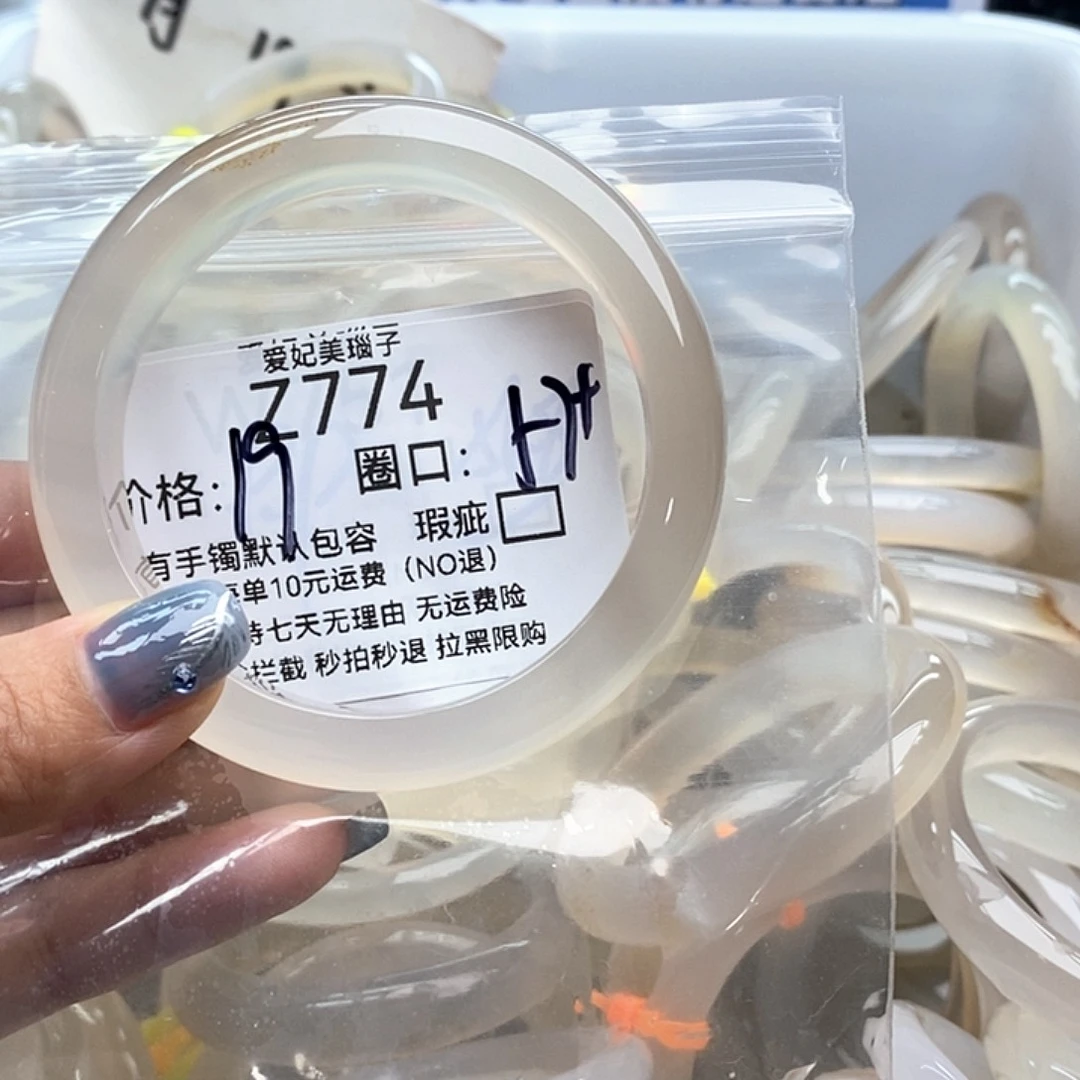 爱妃美瑙子
Z774
价格：19 圈口：57+
有手镯默认包容 瑕疵
单10元运费（NO退）
七天无理由 无运费险
拦截 秒拍秒退 拉黑限购